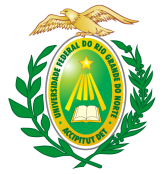 UNIVERSIDADE FEDERAL DO RIO GRANDE DO NORTE
ACCIPITUT DET